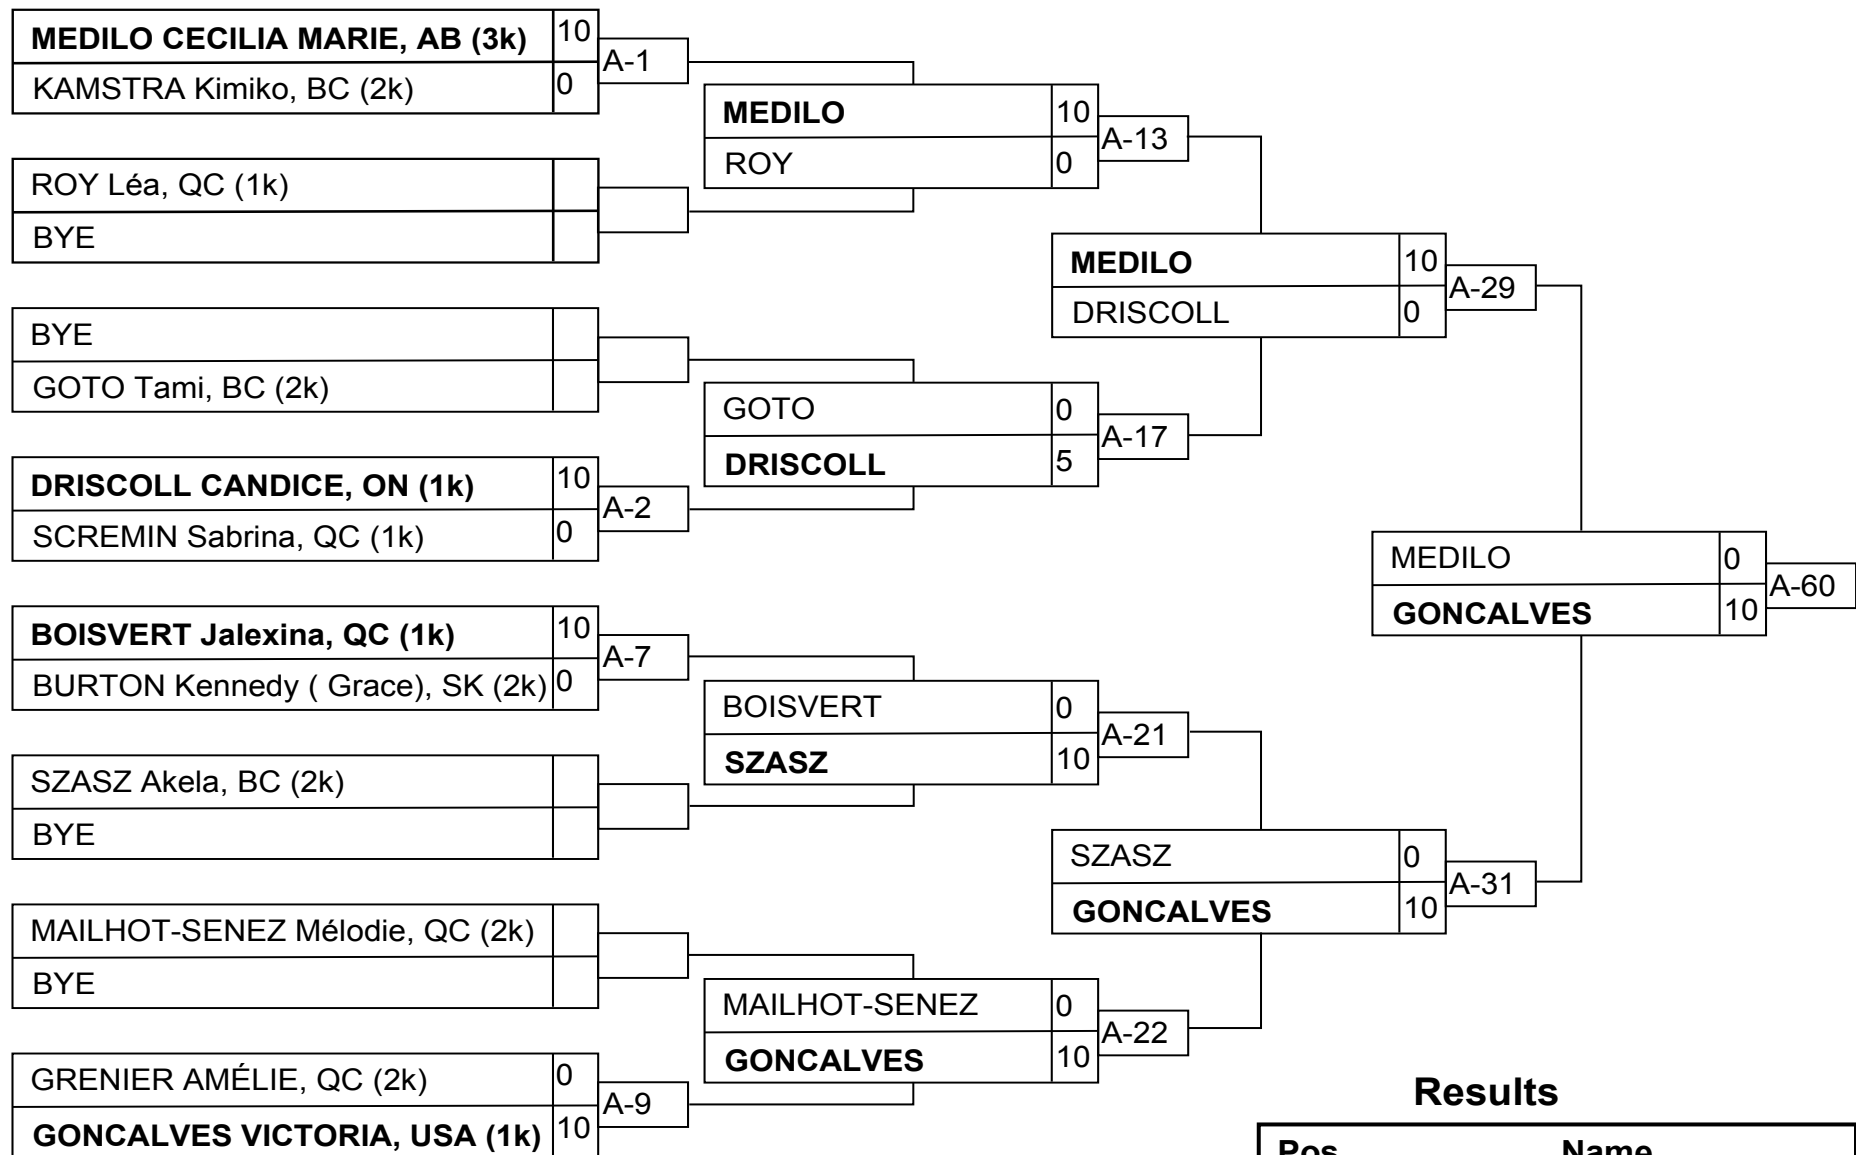 MEDILO CECILIA MARIE, AB (3k) 10
A-1
KAMSTRA Kimiko, BC (2k) 0
MEDILO 10
A-13
ROY 0
ROY Léa, QC (1k)
BYE
MEDILO 10
A-29
DRISCOLL 0
BYE
GOTO Tami, BC (2k)
GOTO 0
A-17
DRISCOLL 5
DRISCOLL CANDICE, ON (1k) 10
A-2
SCREMIN Sabrina, QC (1k) 0
MEDILO 0
A-60
GONCALVES 10
BOISVERT Jalexina, QC (1k) 10
A-7
BURTON Kennedy ( Grace), SK (2k) 0
BOISVERT 0
A-21
SZASZ 10
SZASZ Akela, BC (2k)
BYE
SZASZ 0
A-31
GONCALVES 10
MAILHOT-SENEZ Mélodie, QC (2k)
BYE
MAILHOT-SENEZ 0
A-22
GONCALVES 10
GRENIER AMÉLIE, QC (2k) 0
A-9
GONCALVES VICTORIA, USA (1k) 10
Results
Pos Name